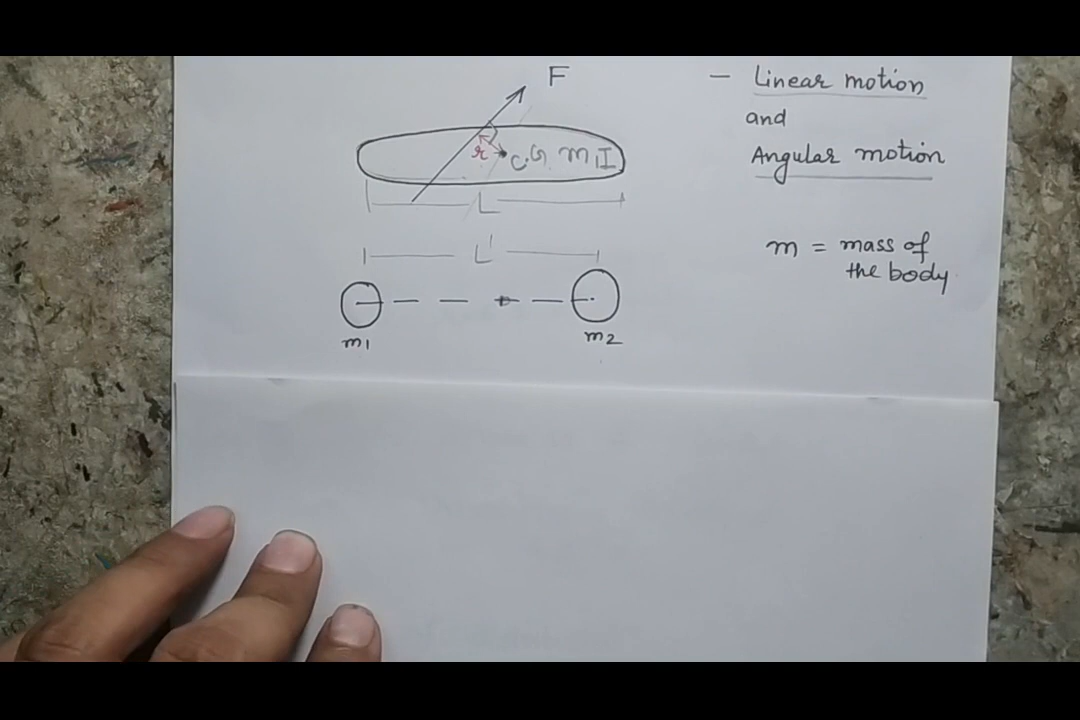 F
r C.G m, I
L
L'
m1 m2
– Linear motion
and
Angular motion
m = mass of
the body.